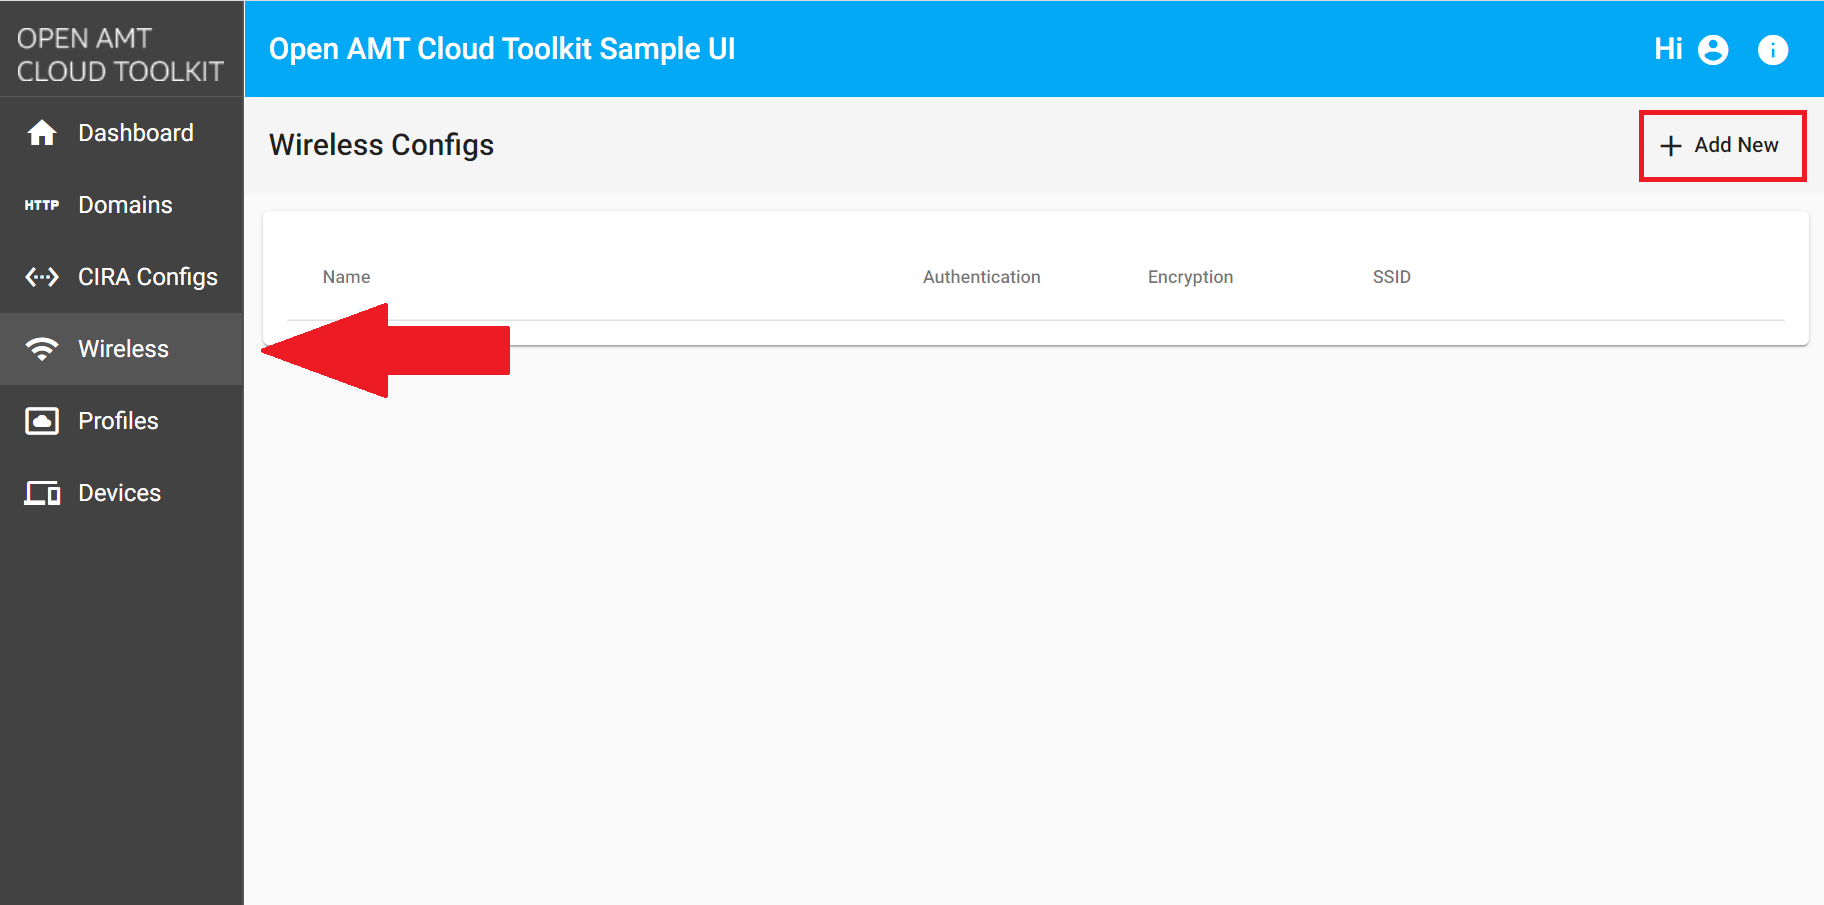 OPEN AMT
CLOUD TOOLKIT
Open AMT Cloud Toolkit Sample UI
Hi
Dashboard
HTTP Domains
CIRA Configs
Wireless
Profiles
Devices
Wireless Configs
Add New
Name Authentication Encryption SSID